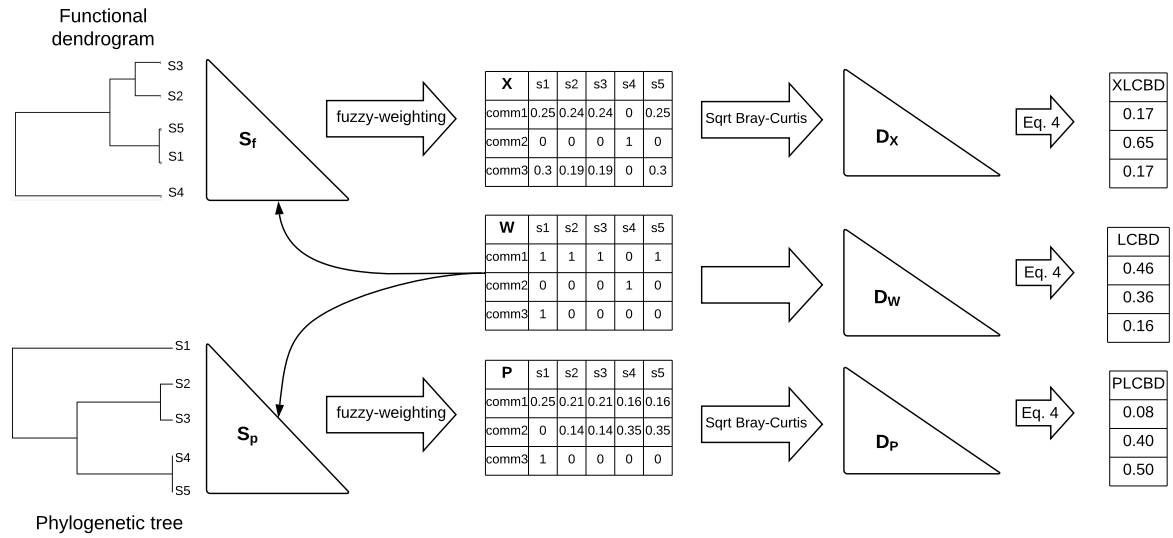 Functional
dendrogram
S3
S2
S5
S1
S4
Sf
fuzzy-weighting
X s1 s2 s3 s4 s5
comm1 0.25 0.24 0.24 0 0.25
comm2 0 0 0 1 0
comm3 0.3 0.19 0.19 0 0.3
Sqrt Bray-Curtis
DX
Eq. 4
XLCBD
0.17
0.65
0.17
W s1 s2 s3 s4 s5
comm1 1 1 1 0 1
comm2 0 0 0 1 0
comm3 1 0 0 0 0
DW
Eq. 4
LCBD
0.46
0.36
0.16
S1
S2
S3
S4
S5
Sp
fuzzy-weighting
P s1 s2 s3 s4 s5
comm1 0.25 0.21 0.21 0.16 0.16
comm2 0 0.14 0.14 0.35 0.35
comm3 1 0 0 0 0
Sqrt Bray-Curtis
DP
Eq. 4
PLCBD
0.08
0.40
0.50
Phylogenetic tree